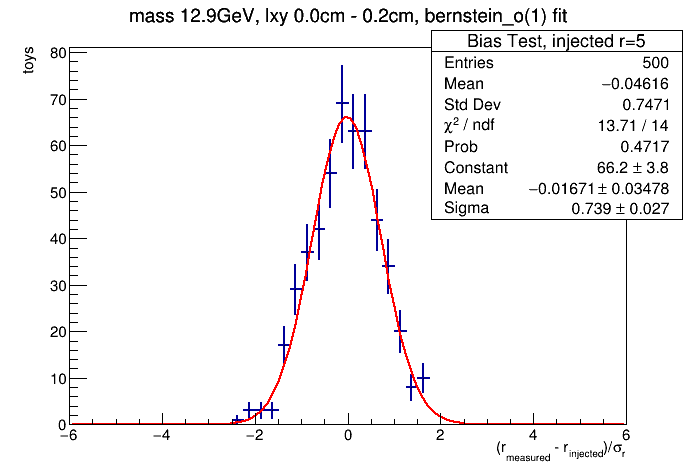 mass 12.9GeV, lxy 0.0cm - 0.2cm, bernstein_o(1) fit
Bias Test, injected r=5
Entries 500
Mean −0.04616
Std Dev 0.7471
χ² / ndf 13.71 / 14
Prob 0.4717
Constant 66.2 ± 3.8
Mean −0.01671 ± 0.03478
Sigma 0.739 ± 0.027
toys
80
70
60
50
40
30
20
10
0
−6 −4 −2 0 2 4 6
(r_measured - r_injected)/σ_r